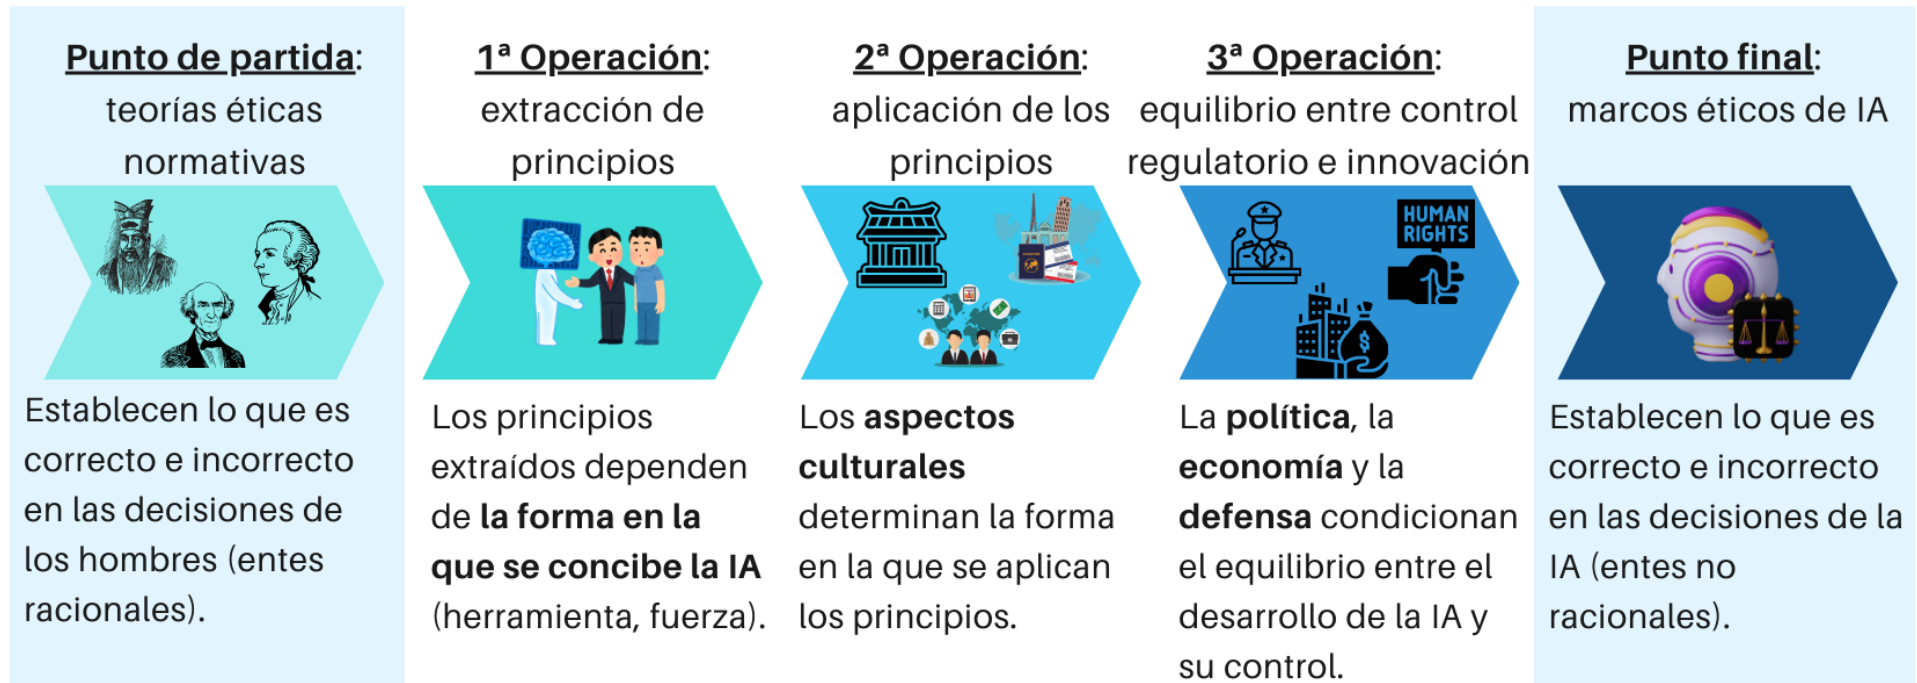 Punto de partida:
teorías éticas
normativas
Establecen lo que es
correcto e incorrecto
en las decisiones de
los hombres (entes
racionales).
1ª Operación:
extracción de
principios
Los principios
extraídos dependen
de la forma en la
que se concibe la IA
(herramienta, fuerza).
2ª Operación:
aplicación de los
principios
Los aspectos
culturales
determinan la forma
en la que se aplican
los principios.
3ª Operación:
equilibrio entre control
regulatorio e innovación
HUMAN
RIGHTS
$
La política, la
economía y la
defensa condicionan
el equilibrio entre el
desarrollo de la IA y
su control.
Punto final:
marcos éticos de IA
Establecen lo que es
correcto e incorrecto
en las decisiones de la
IA (entes no
racionales).